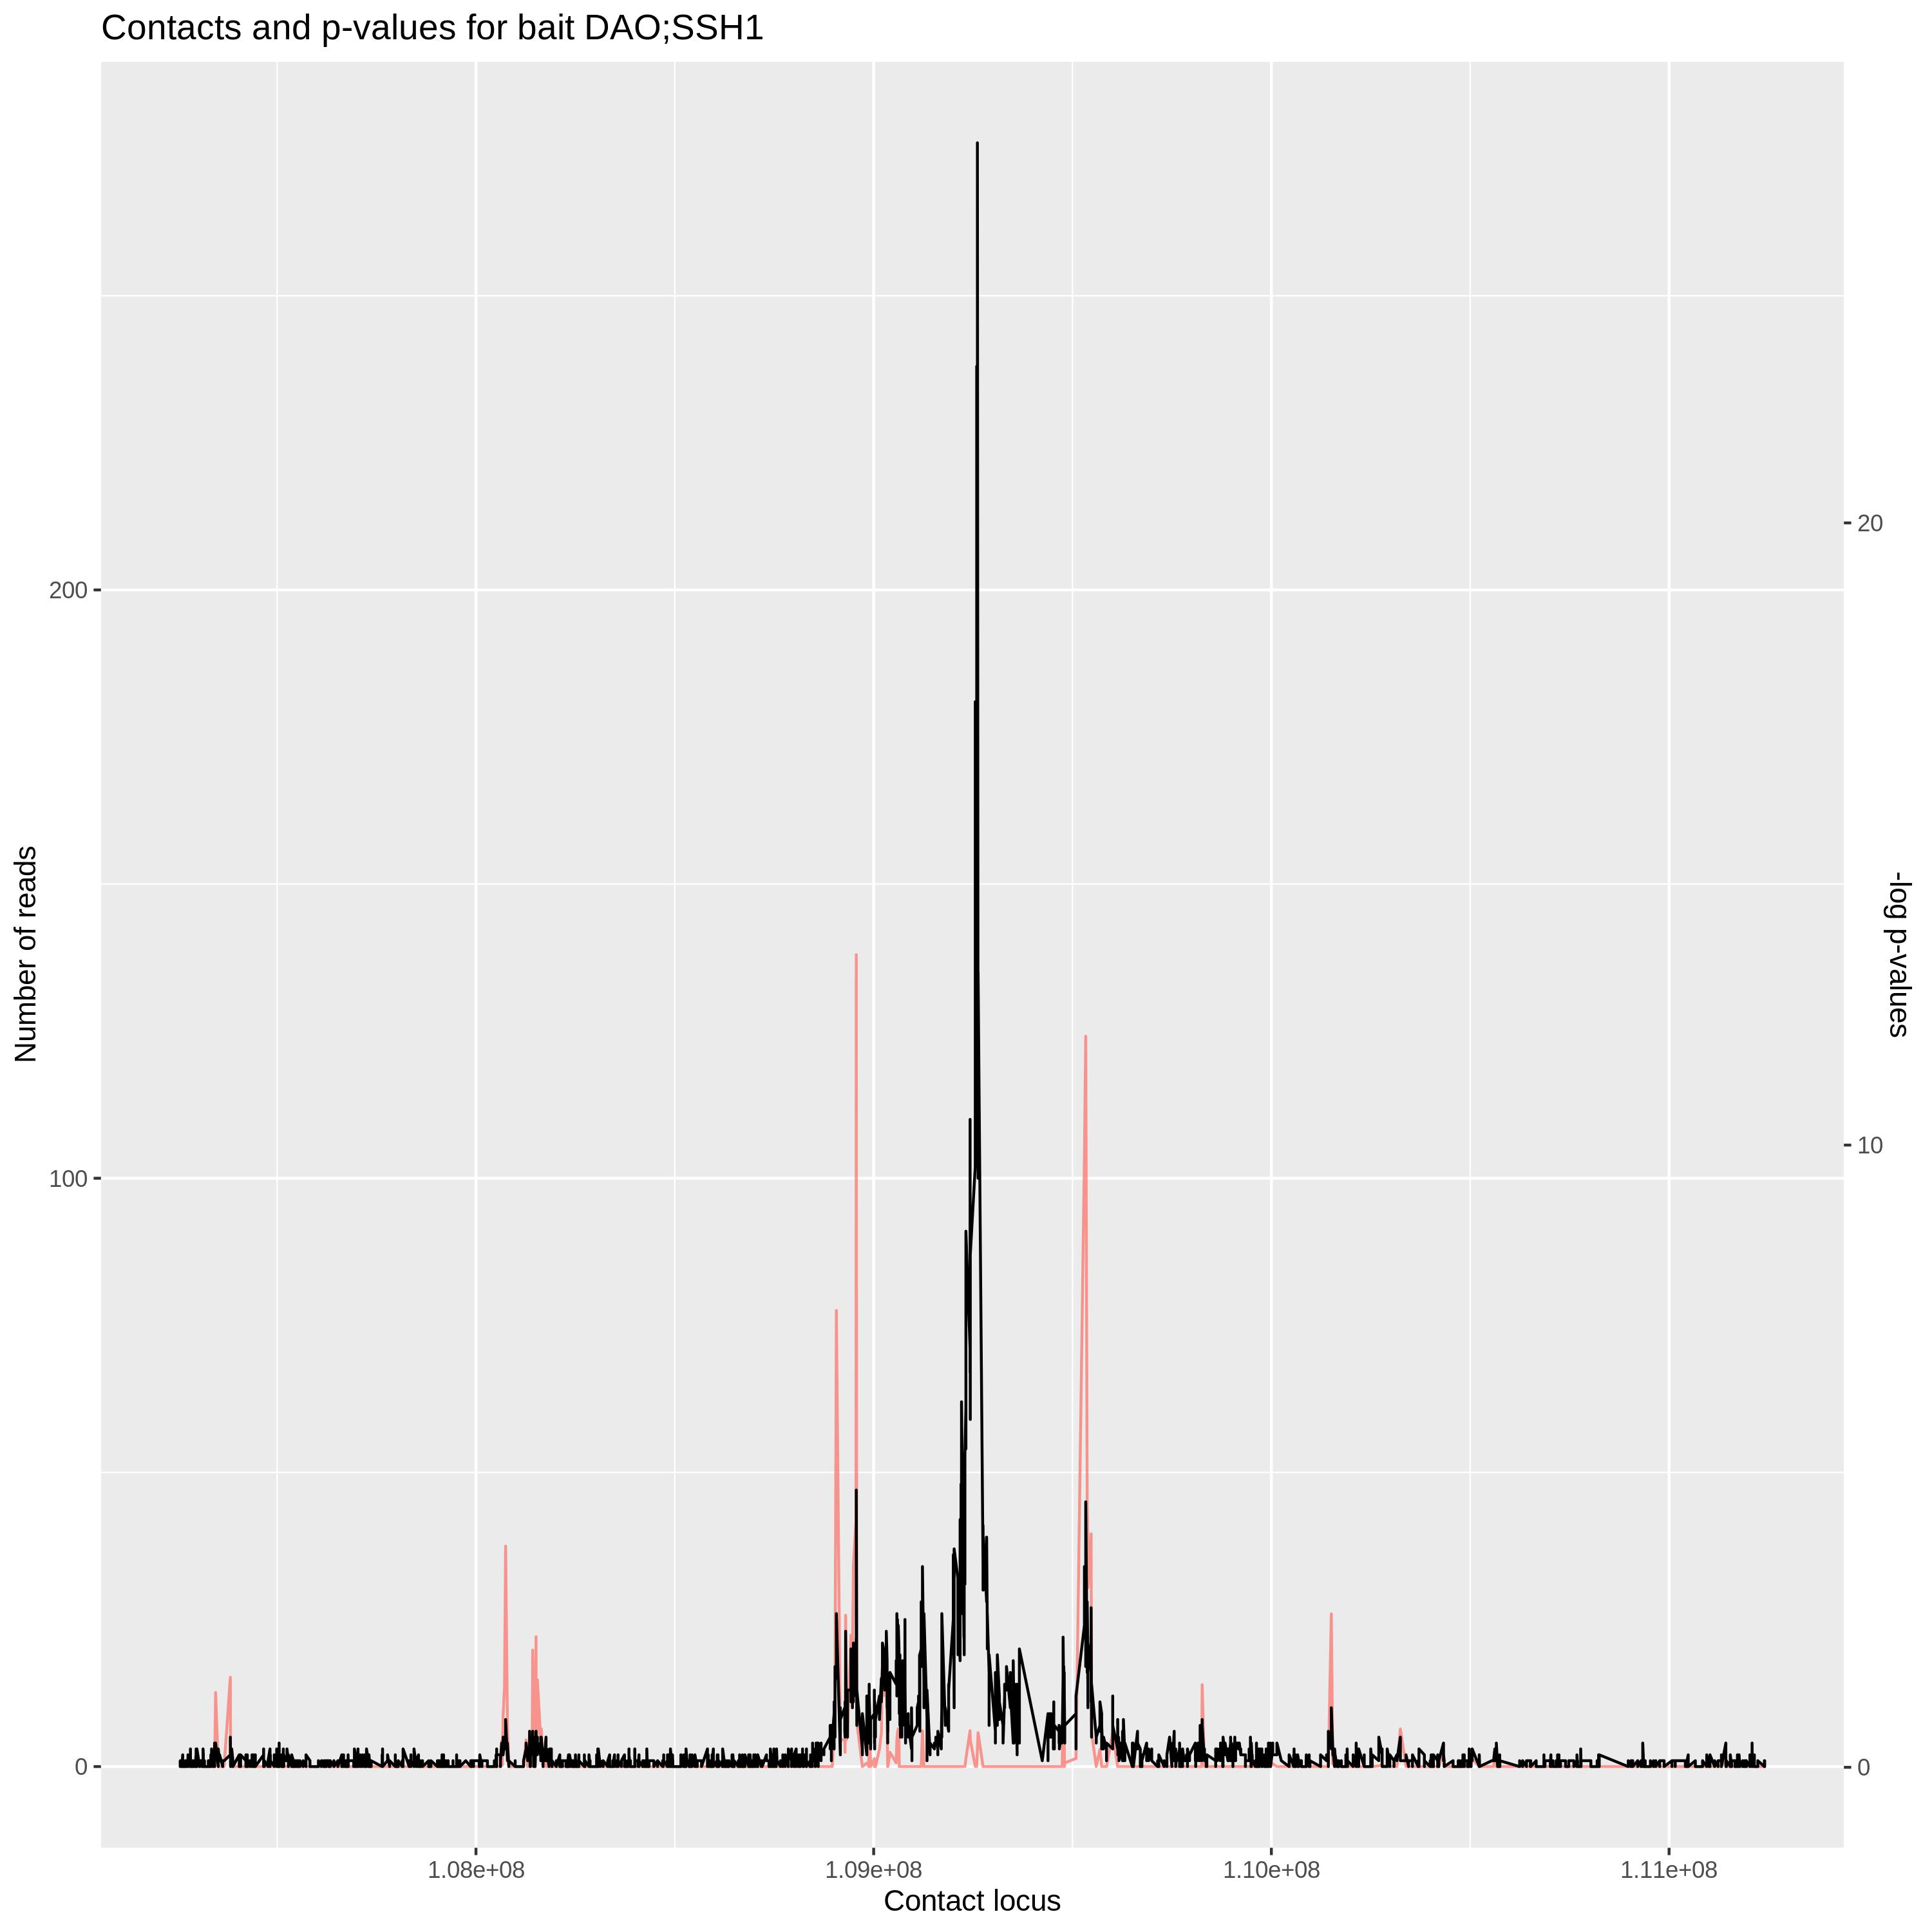 Contacts and p-values for bait DAO;SSH1
Number of reads
200
100
0
20
10
0
-log p-values
1.08e+08
1.09e+08
1.10e+08
1.11e+08
Contact locus